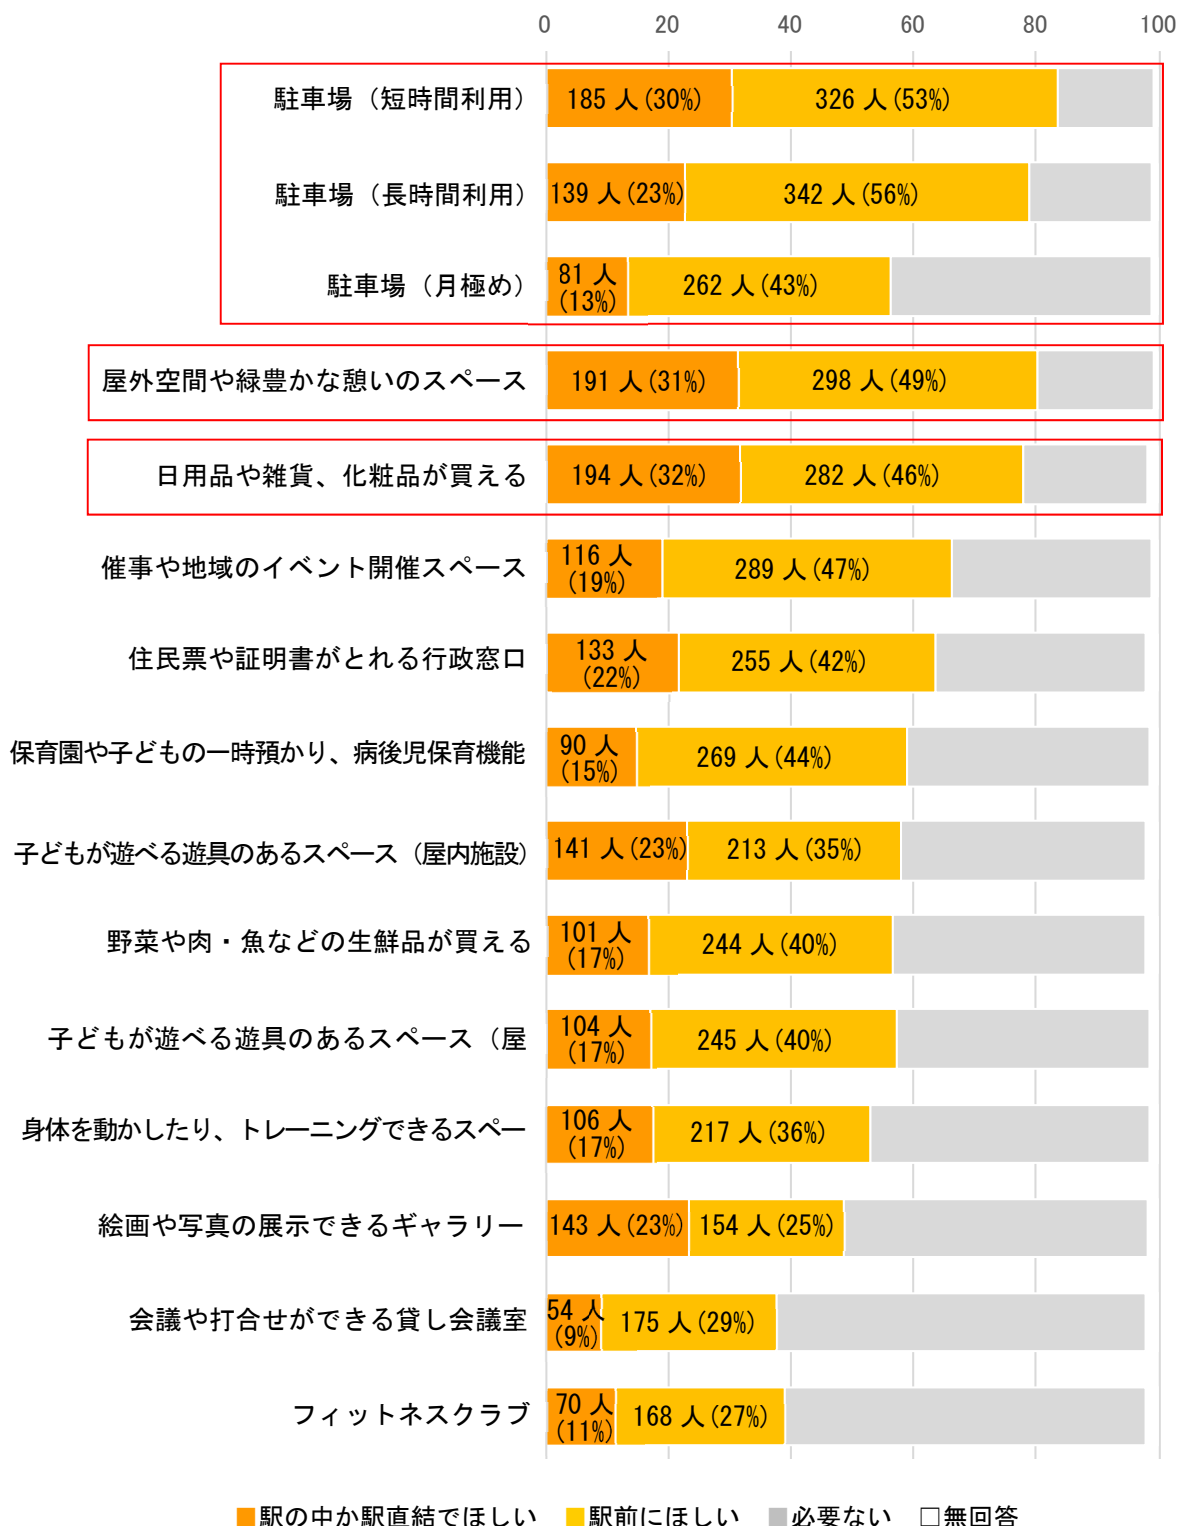 0 20 40 60 80 100
駐車場（短時間利用） 185 人(30%) 326 人(53%)
駐車場（長時間利用） 139 人(23%) 342 人(56%)
駐車場（月極め） 81 人 (13%) 262 人(43%)
屋外空間や緑豊かな憩いのスペース 191 人(31%) 298 人(49%)
日用品や雑貨、化粧品が買える 194 人(32%) 282 人(46%)
催事や地域のイベント開催スペース 116 人 (19%) 289 人(47%)
住民票や証明書がとれる行政窓口 133 人 (22%) 255 人(42%)
保育園や子どもの一時預かり、病後児保育機能 90 人 (15%) 269 人(44%)
子どもが遊べる遊具のあるスペース（屋内施設） 141 人(23%) 213 人(35%)
野菜や肉・魚などの生鮮品が買える 101 人 (17%) 244 人(40%)
子どもが遊べる遊具のあるスペース（屋 104 人 (17%) 245 人(40%)
身体を動かしたり、トレーニングできるスペー 106 人 (17%) 217 人(36%)
絵画や写真の展示できるギャラリー 143 人(23%) 154 人(25%)
会議や打合せができる貸し会議室 54 人 (9%) 175 人(29%)
フィットネスクラブ 70 人 (11%) 168 人(27%)
■駅の中か駅直結でほしい ■駅前にほしい ■必要ない □無回答